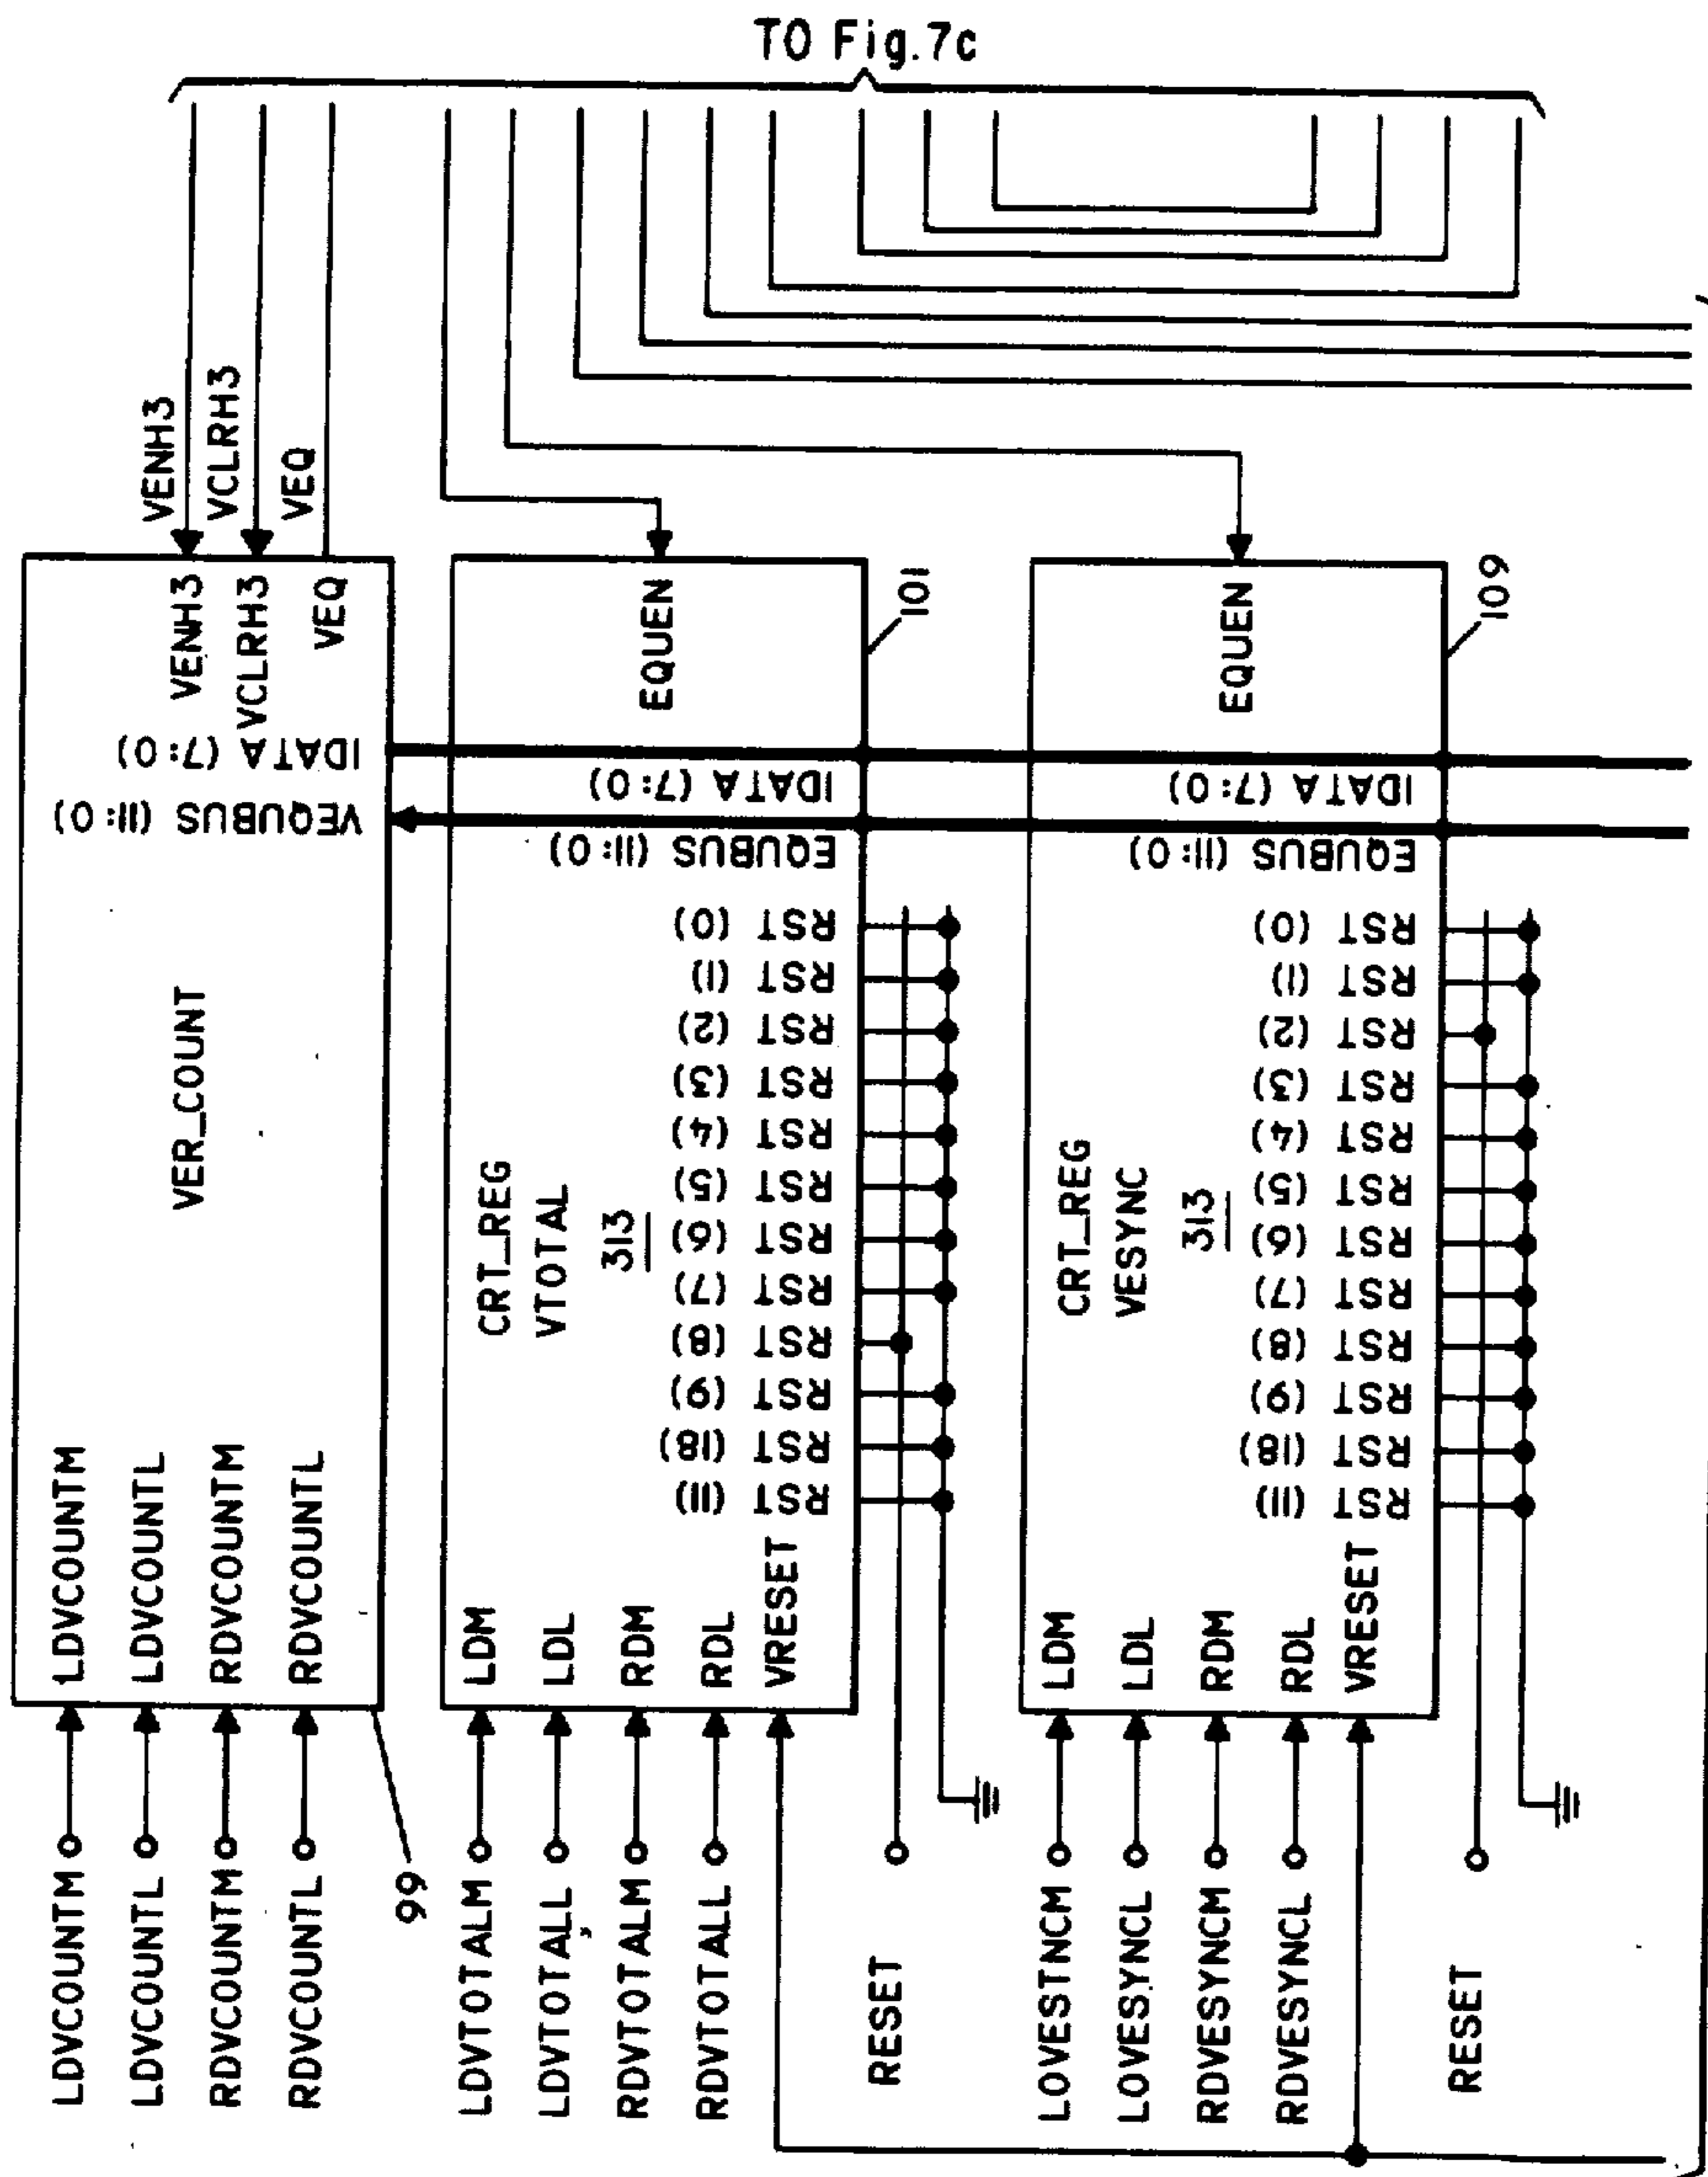 TO Fig.7c
VENH3
VCLRH3
VEQ
VENH3
VCLRH3
VEQ
IDATA (7:0)
VEQUBUS (11:0)
VER_COUNT
LDVCOUNTM
LDVCOUNTL
RDVCOUNTM
RDVCOUNTL
LDVCOUNTM
LDVCOUNTL
RDVCOUNTM
RDVCOUNTL
99
EQUEN
101
IDATA (7:0)
EQUBUS (11:0)
RST (0)
RST (1)
RST (2)
RST (3)
RST (4)
RST (5)
RST (6)
RST (7)
RST (8)
RST (9)
RST (18)
RST (11)
CRT_REG
VTOTAL
313
LDM
LDL
RDM
RDL
VRESET
LDVTOTALM
LDVTOTALL
RDVTOTALM
RDVTOTALL
RESET
EQUEN
109
IDATA (7:0)
EQUBUS (11:0)
RST (0)
RST (1)
RST (2)
RST (3)
RST (4)
RST (5)
RST (6)
RST (7)
RST (8)
RST (9)
RST (18)
RST (11)
CRT_REG
VESYNC
313
LDM
LDL
RDM
RDL
VRESET
LOVESTNCM
LOVESYNCL
RDVESYNCM
RDVESYNCL
RESET